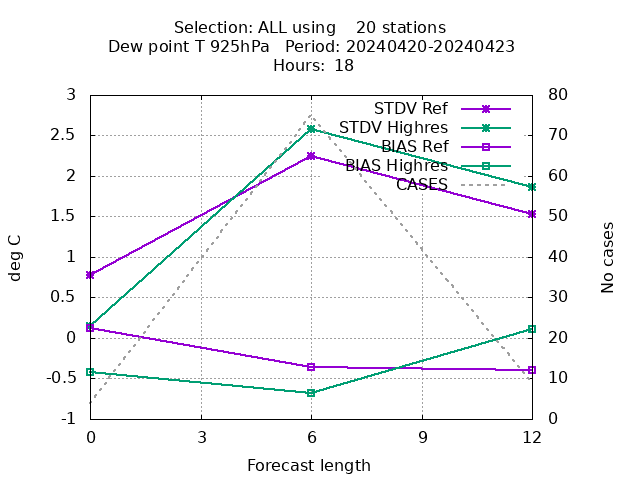 Selection: ALL using    20 stations
Dew point T 925hPa   Period: 20240420-20240423
Hours: 18
deg C
No cases
3
2.5
2
1.5
1
0.5
0
-0.5
-1
80
70
60
50
40
30
20
10
0
STDV Ref
STDV Highres
BIAS Ref
BIAS Highres
CASES
0 3 6 9 12
Forecast length